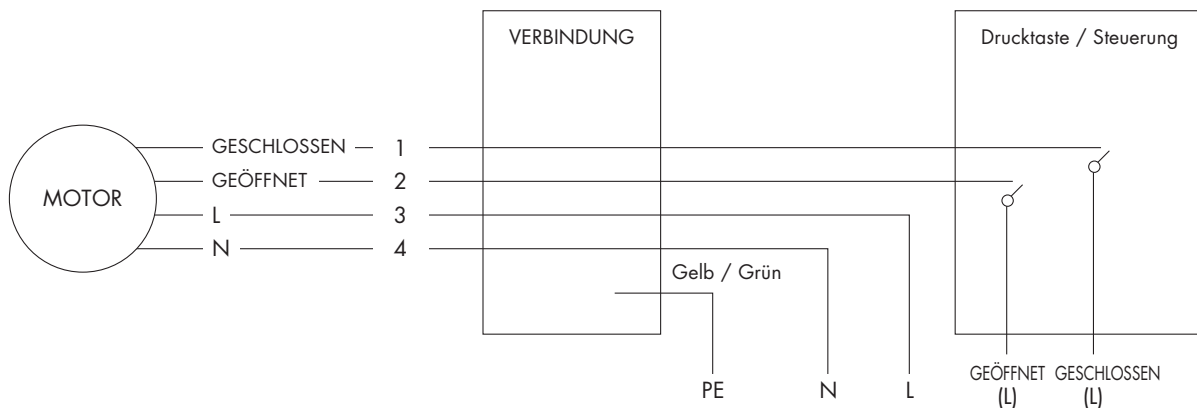 VERBINDUNG
Drucktaste / Steuerung
MOTOR
GESCHLOSSEN 1
GEÖFFNET 2
L 3
N 4
Gelb / Grün
PE N L
GEÖFFNET GESCHLOSSEN
(L) (L)